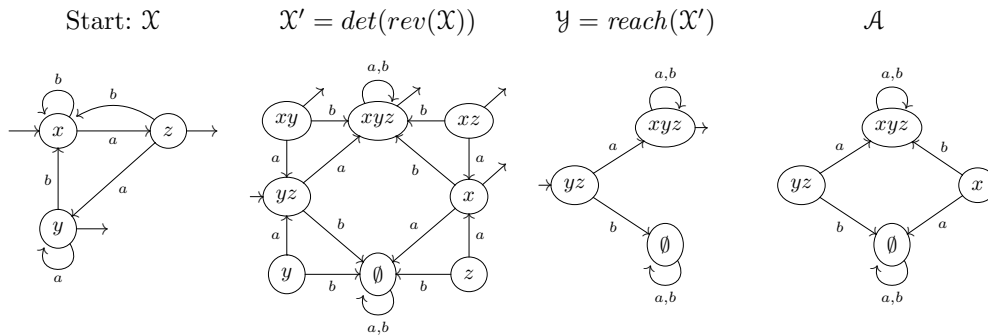 Start: 𝒳 𝒳′ = det(rev(𝒳)) 𝒴 = reach(𝒳′) 𝒜
b a,b a,b a,b
b xy b xyz b xz xyz xyz
x a z a a b
b a a yz a b x a yz yz x
b b a b b a
y a a ∅ ∅
a y b ∅ b z a,b a,b
a,b